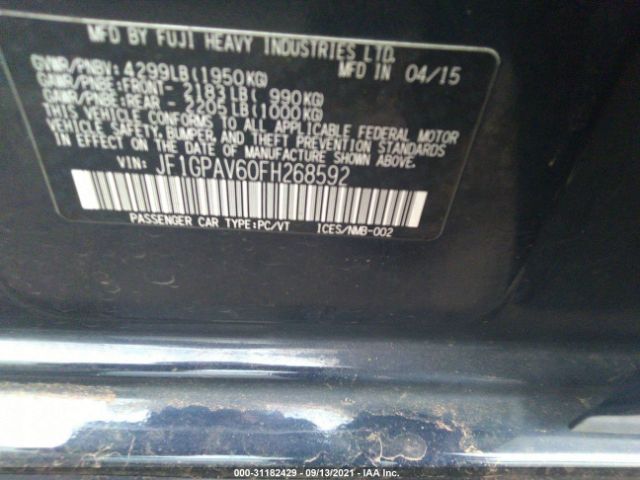 MFD BY FUJI HEAVY INDUSTRIES LTD.
GVWR/PNBV: 4299LB(1950KG) MFD IN 04/15
GAWR/PNBE: FRONT- 2183LB( 990KG)
GAWR/PNBE: REAR - 2205LB(1000KG)
THIS VEHICLE CONFORMS TO ALL APPLICABLE FEDERAL MOTOR
VEHICLE SAFETY, BUMPER, AND THEFT PREVENTION STANDARDS
IN EFFECT ON THE DATE OF MANUFACTURE SHOWN ABOVE.
VIN: JF1GPAV60FH268592
PASSENGER CAR TYPE:PC/VT ICES/NMB-002
000-31182429 - 09/13/2021 - IAA Inc.